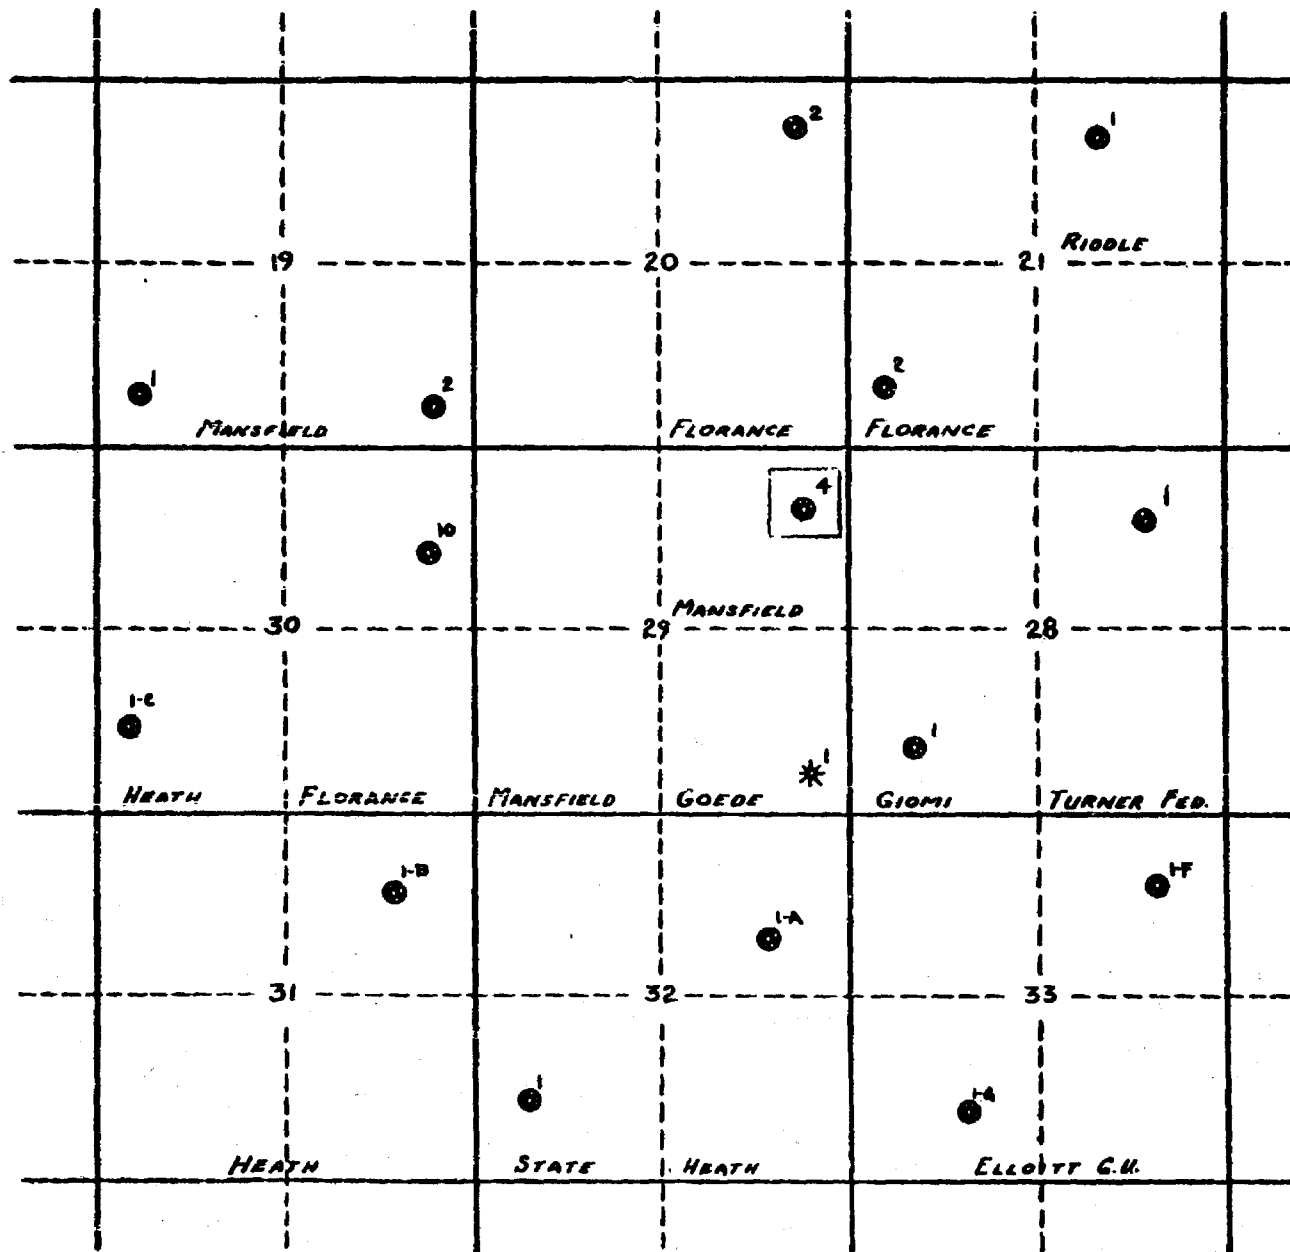 2
1
RIDDLE
19
20
21
1
2
2
MANSFIELD
FLORANCE
FLORANCE
4
1
10
MANSFIELD
30
29
28
1-C
1
1
HEATH
FLORANCE
MANSFIELD
GOEDE
GIOMI
TURNER FED.
1-B
1-F
1-A
31
32
33
1
1-G
HEATH
STATE
HEATH
ELLOITT G.U.